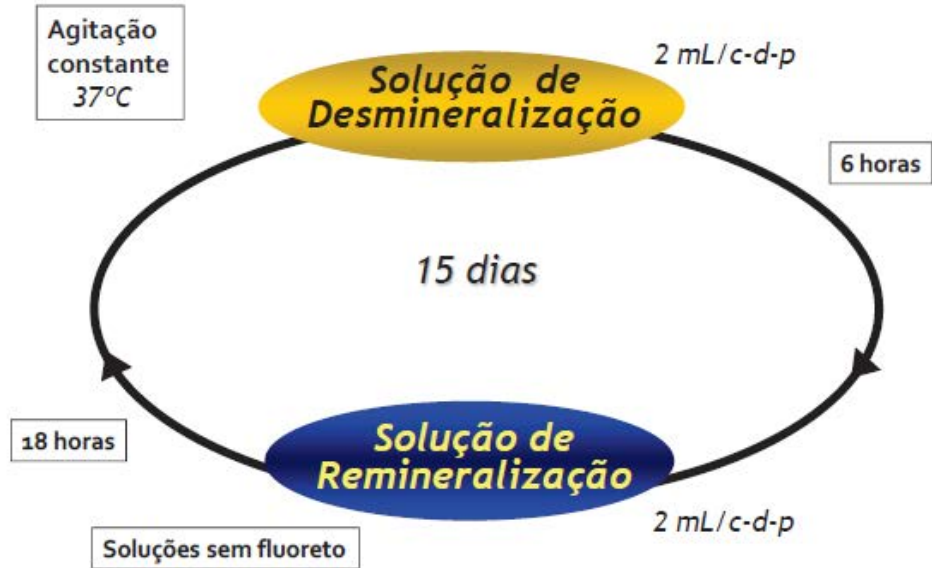 Agitação
constante
37°C
Solução de
Desmineralização
2 mL/c-d-p
6 horas
15 dias
18 horas
Solução de
Remineralização
2 mL/c-d-p
Soluções sem fluoreto